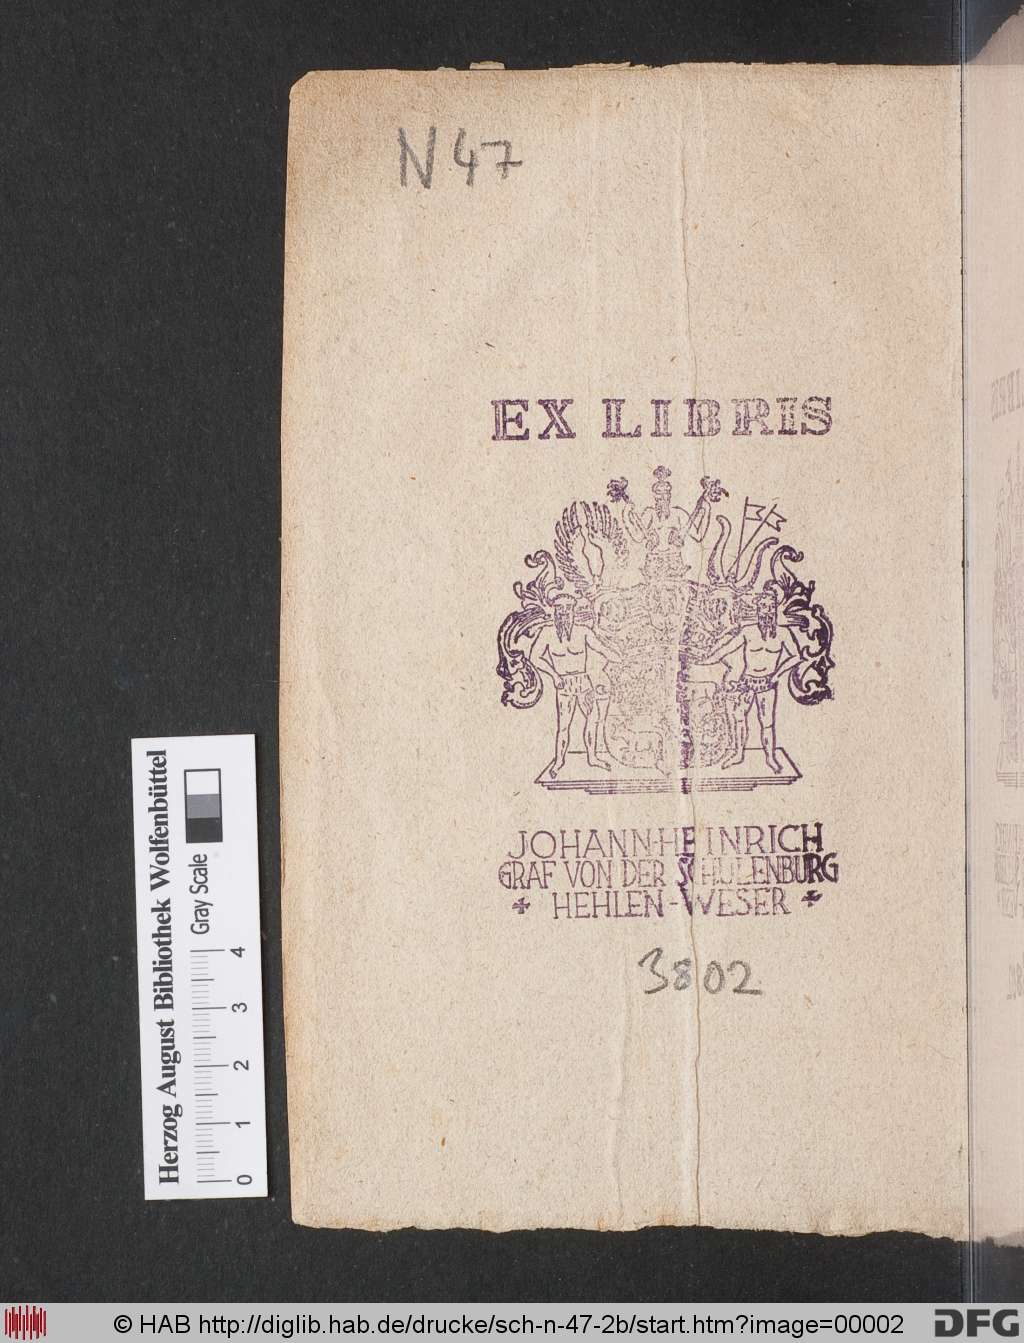 N 47
EX LIBRIS
JOHANN-HEINRICH
GRAF VON DER SCHULENBURG
HEHLEN-WESER
3802
Herzog August Bibliothek Wolfenbüttel
Gray Scale
0 1 2 3 4
© HAB http://diglib.hab.de/drucke/sch-n-47-2b/start.htm?image=00002
DFG